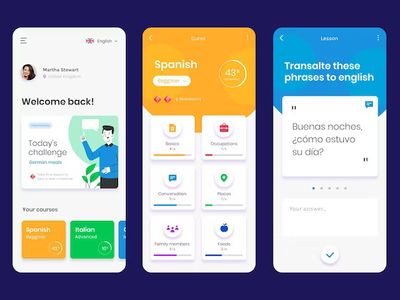 English
Martha Stewart
United Kingdom
Welcome back!
Today's
challenge
German meals
Your courses
Spanish
Beginner
Italian
Advanced
Spanish
Beginner
43
Basics
Occupations
Conversation
Places
Family members
Foods
Lesson
Transalte these
phrases to english
"
Buenas noches,
¿cómo estuvo
su día?
"
Your answer...